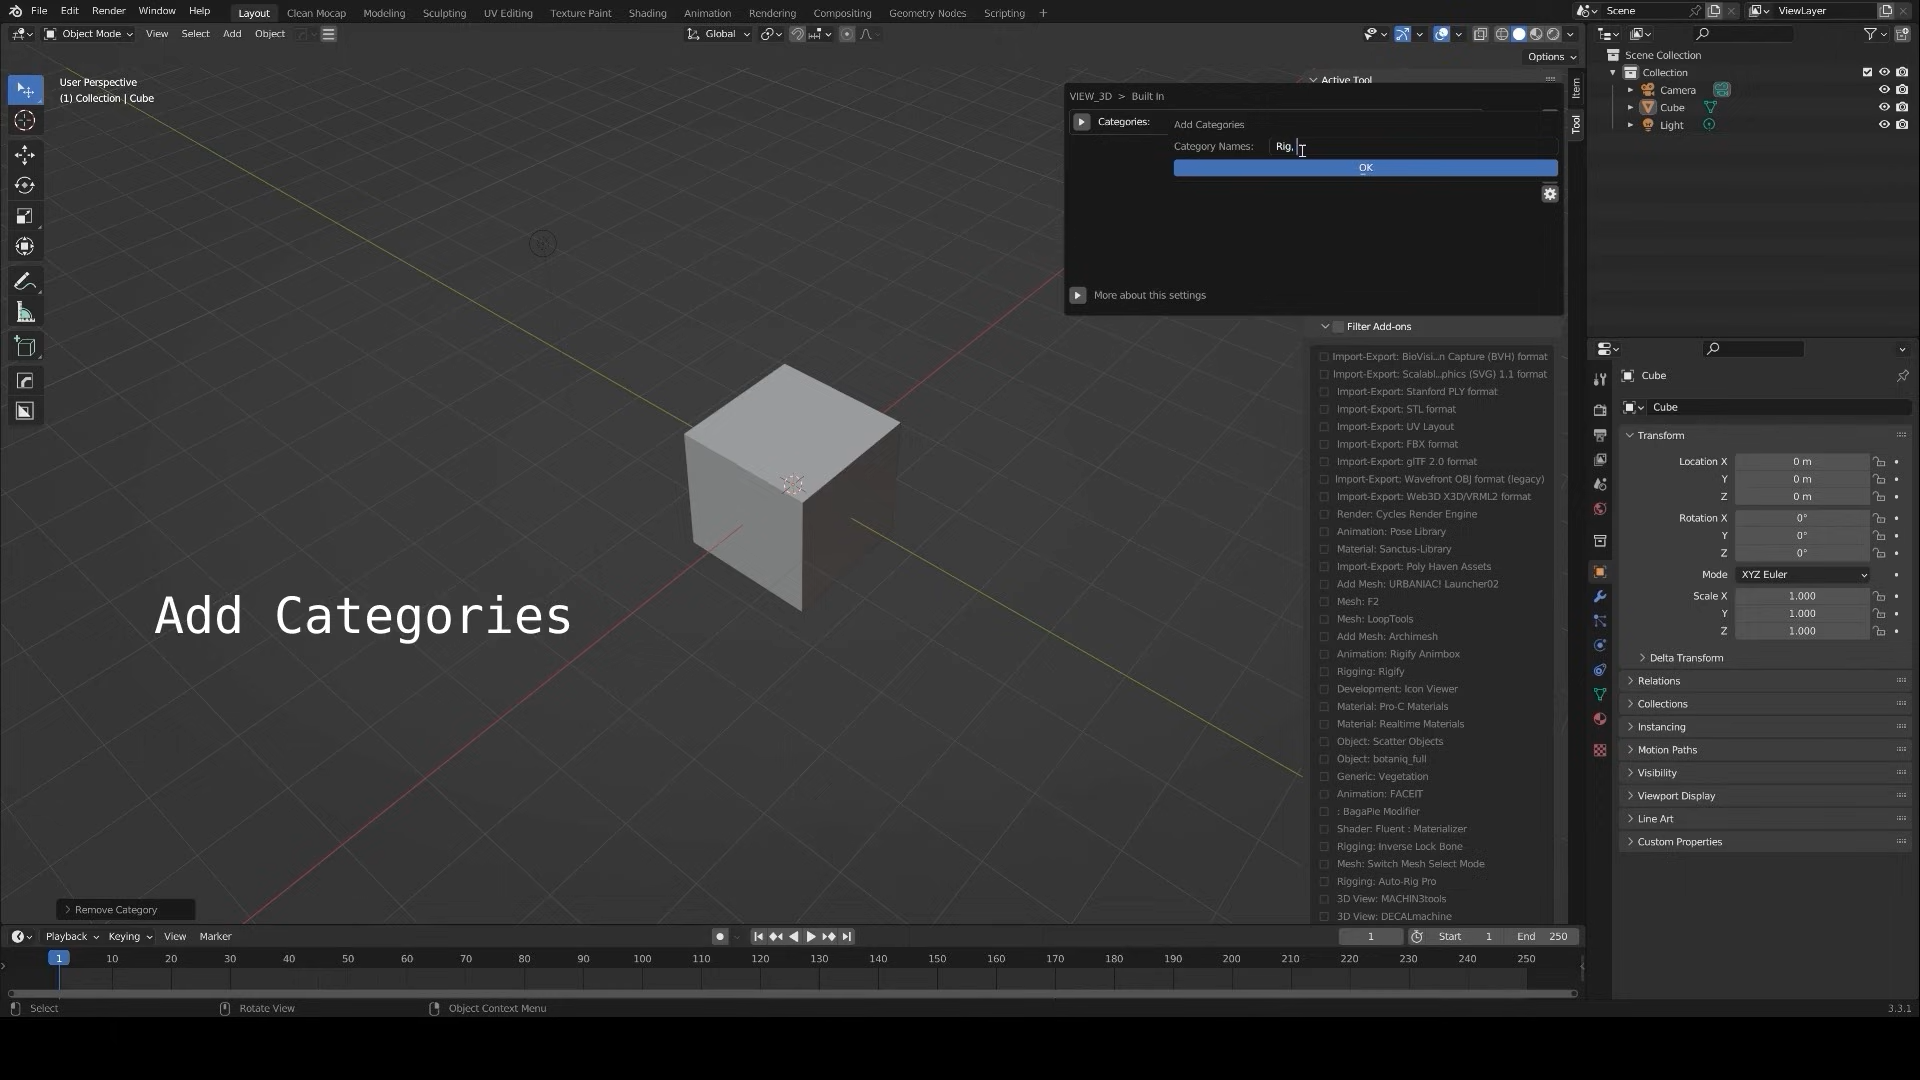 File Edit Render Window Help
Layout Clean Mocap Modeling Sculpting UV Editing Texture Paint Shading Animation Rendering Compositing Geometry Nodes Scripting +
Scene
ViewLayer
Object Mode View Select Add Object
Global
Options
User Perspective
(1) Collection | Cube
Active Tool
Item
Tool
VIEW_3D > Built In
Categories:
Add Categories
Category Names: Rig,
OK
More about this settings
Filter Add-ons
Import-Export: BioVisi...n Capture (BVH) format
Import-Export: Scalabl...phics (SVG) 1.1 format
Import-Export: Stanford PLY format
Import-Export: STL format
Import-Export: UV Layout
Import-Export: FBX format
Import-Export: glTF 2.0 format
Import-Export: Wavefront OBJ format (legacy)
Import-Export: Web3D X3D/VRML2 format
Render: Cycles Render Engine
Animation: Pose Library
Material: Sanctus-Library
Import-Export: Poly Haven Assets
Add Mesh: URBANIAC! Launcher02
Mesh: F2
Mesh: LoopTools
Add Mesh: Archimesh
Animation: Rigify Animbox
Rigging: Rigify
Development: Icon Viewer
Material: Pro-C Materials
Material: Realtime Materials
Object: Scatter Objects
Object: botaniq_full
Generic: Vegetation
Animation: FACEIT
: BagaPie Modifier
Shader: Fluent : Materializer
Rigging: Inverse Lock Bone
Mesh: Switch Mesh Select Mode
Rigging: Auto-Rig Pro
3D View: MACHIN3tools
3D View: DECALmachine
Add Categories
Remove Category
Scene Collection
Collection
Camera
Cube
Light
Cube
Cube
Transform
Location X 0 m
Y 0 m
Z 0 m
Rotation X 0°
Y 0°
Z 0°
Mode XYZ Euler
Scale X 1.000
Y 1.000
Z 1.000
Delta Transform
Relations
Collections
Instancing
Motion Paths
Visibility
Viewport Display
Line Art
Custom Properties
Playback Keying View Marker
1 Start 1 End 250
1 10 20 30 40 50 60 70 80 90 100 110 120 130 140 150 160 170 180 190 200 210 220 230 240 250
Select Rotate View Object Context Menu
3.3.1